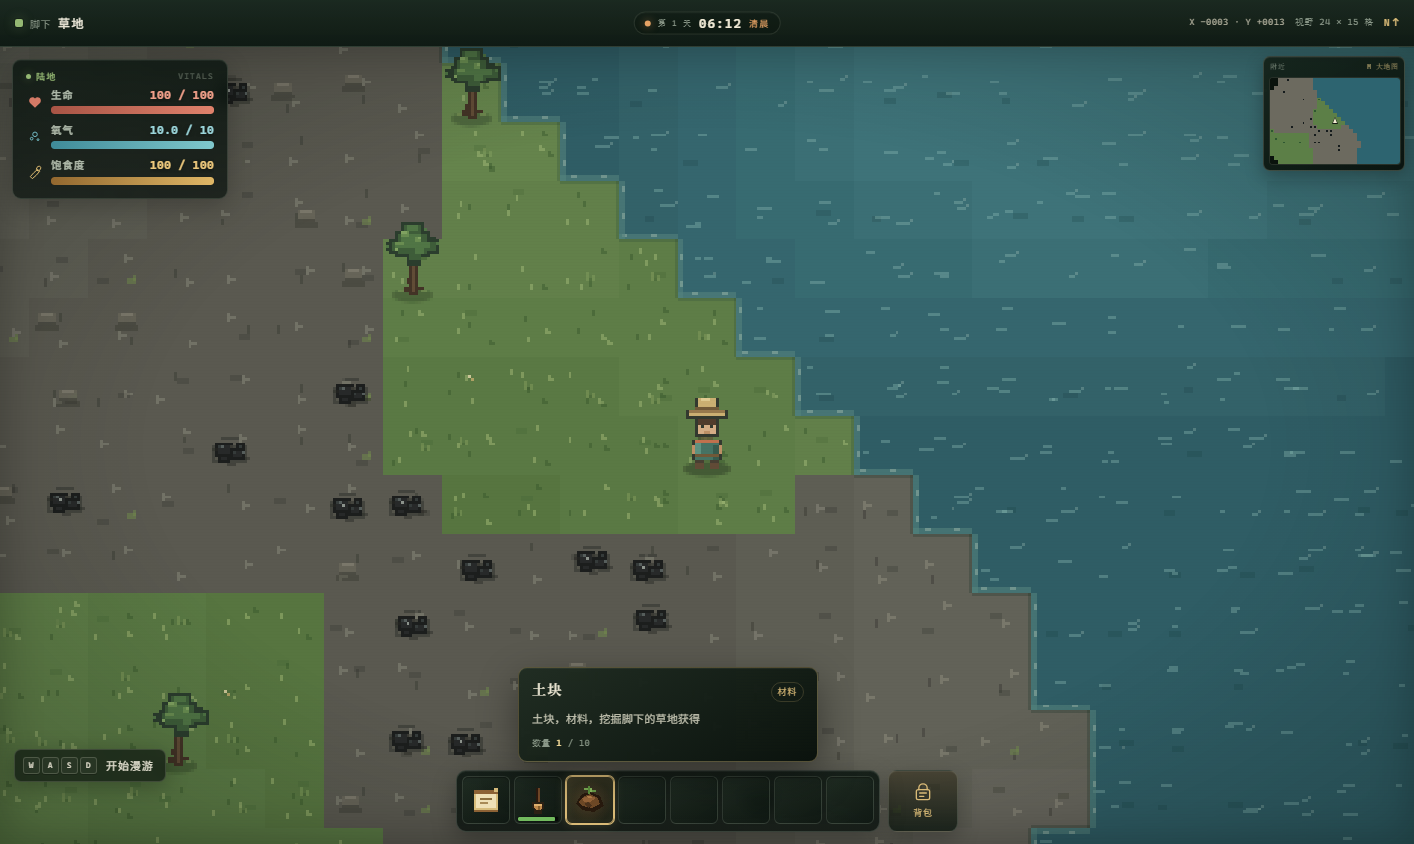 脚下 草地
第 1 天 06:12 清晨
X -0003 · Y +0013 视野 24 × 15 格 N↑
陆地 VITALS
生命 100 / 100
氧气 10.0 / 10
饱食度 100 / 100
附近 M 大地图
土块 材料
土块，材料，挖掘脚下的草地获得
数量 1 / 10
W A S D 开始漫游
背包